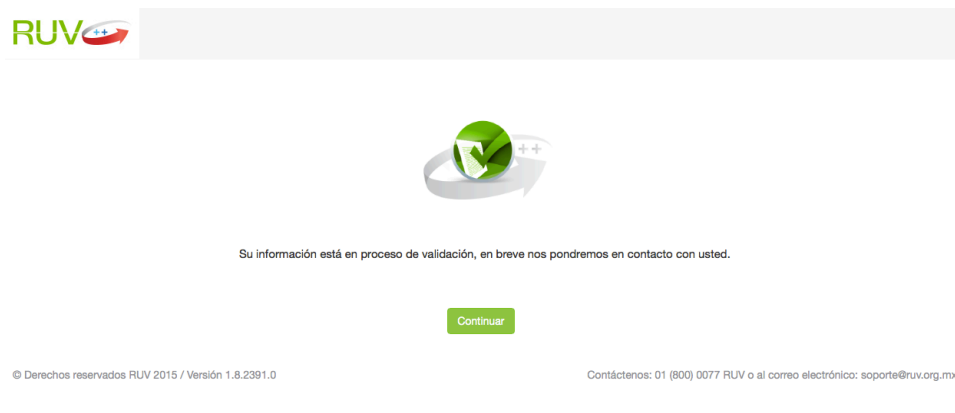 RUV++
++
Su información está en proceso de validación, en breve nos pondremos en contacto con usted.
Continuar
© Derechos reservados RUV 2015 / Versión 1.8.2391.0
Contáctenos: 01 (800) 0077 RUV o al correo electrónico: soporte@ruv.org.mx